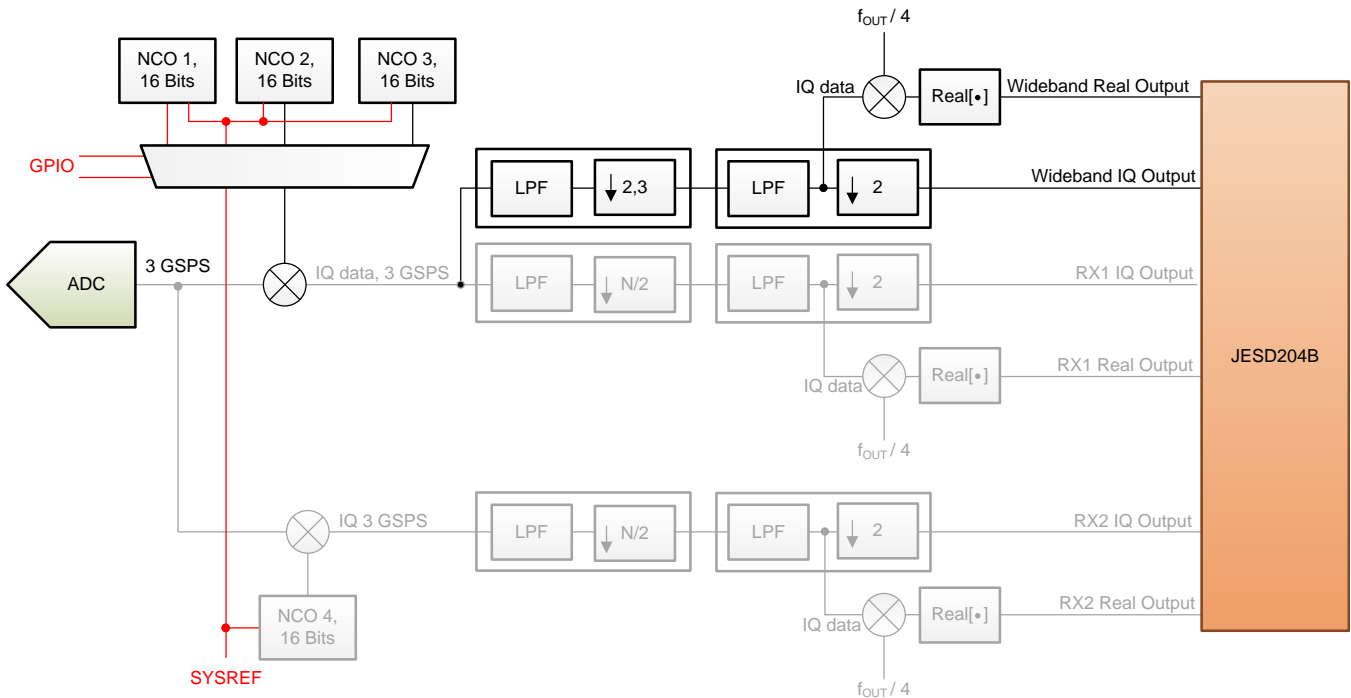 f_OUT / 4
NCO 1,
16 Bits
NCO 2,
16 Bits
NCO 3,
16 Bits
IQ data
Real[•]
Wideband Real Output
GPIO
LPF
2,3
LPF
2
Wideband IQ Output
ADC
3 GSPS
IQ data, 3 GSPS
LPF
N/2
LPF
2
RX1 IQ Output
JESD204B
IQ data
Real[•]
RX1 Real Output
f_OUT / 4
IQ 3 GSPS
LPF
N/2
LPF
2
RX2 IQ Output
NCO 4,
16 Bits
IQ data
Real[•]
RX2 Real Output
SYSREF
f_OUT / 4